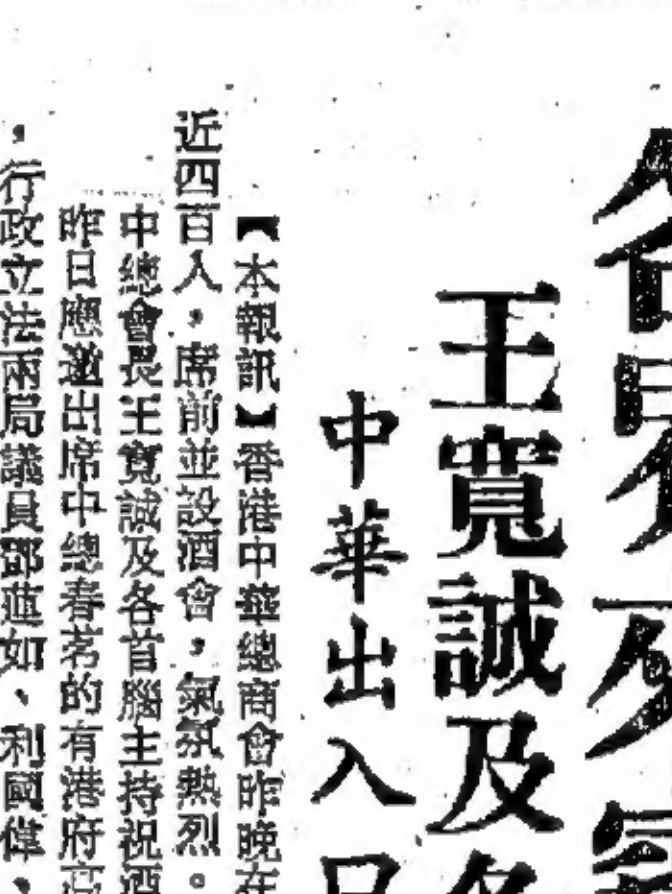 各界
王寬誠及各
中華出入口
【本報訊】香港中華總商會昨晚在
近四百人,席前並設酒會,氣氛熱烈。
中總會長王寬誠及各首腦主持祝酒
昨日應邀出席中總春茗的有港府
,行政立法兩局議員鄧蓮如、利國偉、